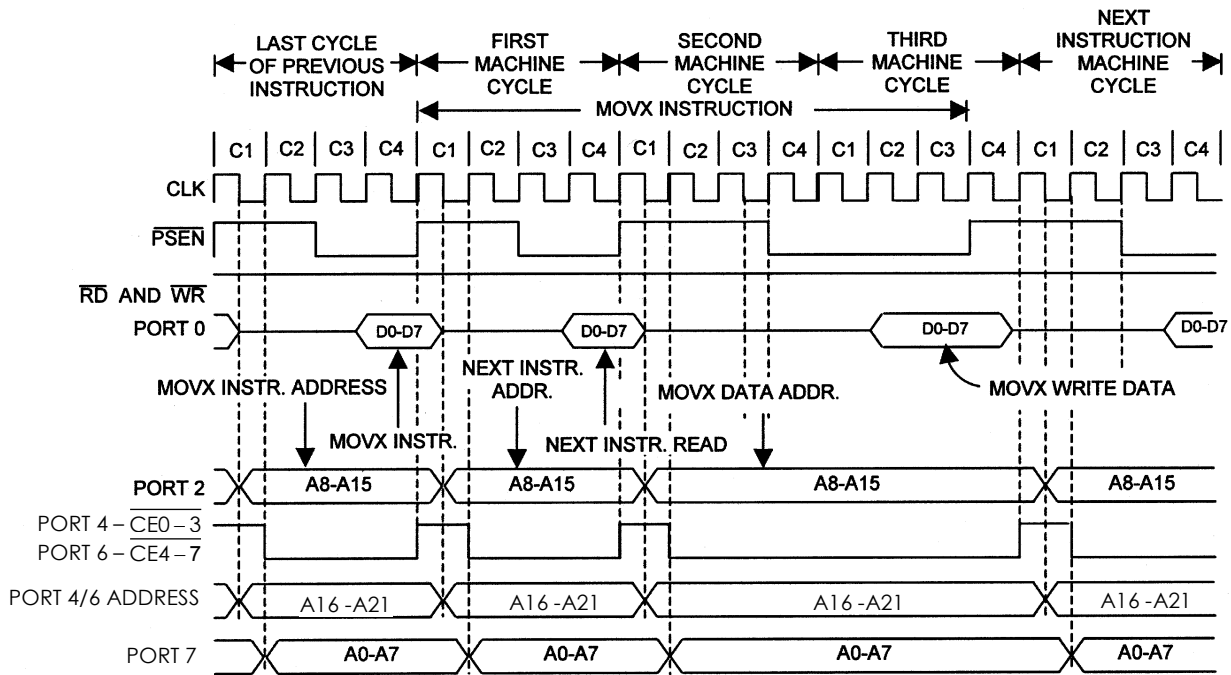 LAST CYCLE
OF PREVIOUS
INSTRUCTION
FIRST
MACHINE
CYCLE
SECOND
MACHINE
CYCLE
THIRD
MACHINE
CYCLE
NEXT
INSTRUCTION
MACHINE
CYCLE
MOVX INSTRUCTION
C1 C2 C3 C4 C1 C2 C3 C4 C1 C2 C3 C4 C1 C2 C3 C4 C1 C2 C3 C4
CLK
PSEN
RD AND WR
PORT 0
D0-D7 D0-D7 D0-D7 D0-D7
MOVX INSTR. ADDRESS
NEXT INSTR.
ADDR.
MOVX DATA ADDR.
MOVX WRITE DATA
MOVX INSTR.
NEXT INSTR. READ
PORT 2
A8-A15 A8-A15 A8-A15 A8-A15
PORT 4 – CE0 – 3
PORT 6 – CE4 – 7
PORT 4/6 ADDRESS
A16 -A21 A16 -A21 A16 -A21 A16 -A21
PORT 7
A0-A7 A0-A7 A0-A7 A0-A7